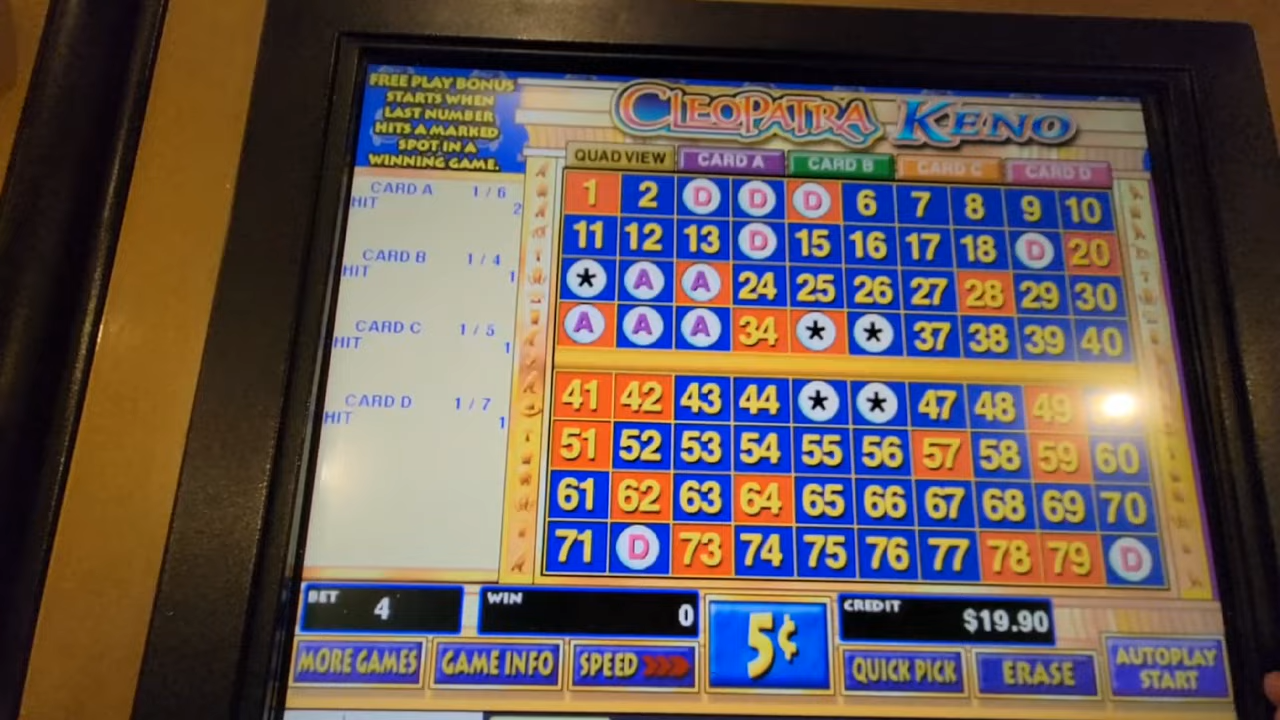 FREE PLAY BONUS
STARTS WHEN
LAST NUMBER
HITS A MARKED
SPOT IN A
WINNING GAME.
CLEOPATRA KENO
QUAD VIEW CARD A CARD B CARD C CARD D
CARD A 1/6
HIT 2
CARD B 1/4
HIT 1
CARD C 1/5
HIT 1
CARD D 1/7
HIT 1
1 2 D D D 6 7 8 9 10
11 12 13 D 15 16 17 18 D 20
* A A 24 25 26 27 28 29 30
A A A 34 * * 37 38 39 40
41 42 43 44 * * 47 48 49
51 52 53 54 55 56 57 58 59 60
61 62 63 64 65 66 67 68 69 70
71 D 73 74 75 76 77 78 79 D
BET 4
WIN 0
5¢
CREDIT $19.90
MORE GAMES
GAME INFO
SPEED
QUICK PICK
ERASE
AUTOPLAY
START